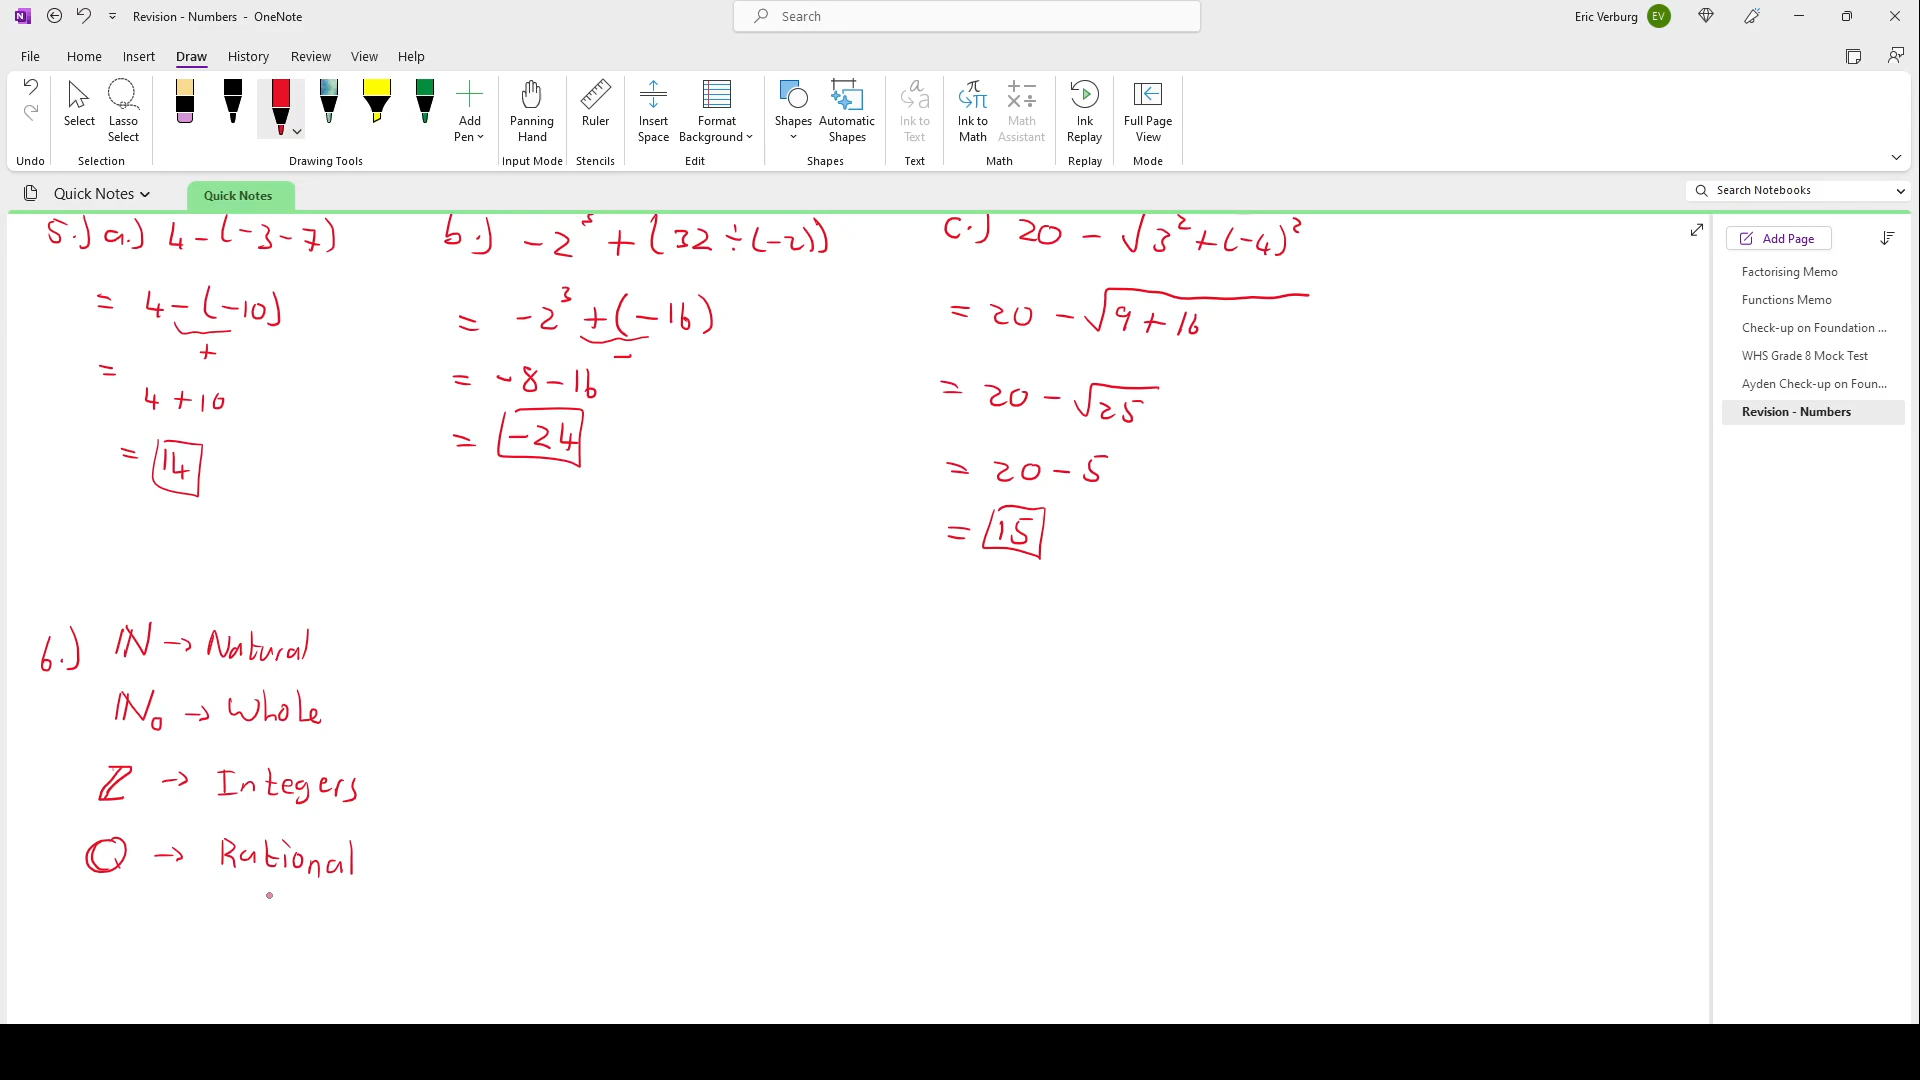 Revision - Numbers - OneNote
Search
Eric Verburg EV
File Home Insert Draw History Review View Help
Undo
Select
Lasso Select
Selection
Drawing Tools
Add Pen
Panning Hand
Input Mode
Ruler
Stencils
Insert Space
Format Background
Edit
Shapes
Automatic Shapes
Shapes
Ink to Text
Text
Ink to Math
Math Assistant
Math
Ink Replay
Replay
Full Page View
Mode
Quick Notes
Quick Notes
Search Notebooks
Add Page
Factorising Memo
Functions Memo
Check-up on Foundation ...
WHS Grade 8 Mock Test
Ayden Check-up on Foun...
Revision - Numbers
5.) a.) 4 - (-3 - 7)
= 4 - (-10)
+
=
4 + 10
= 14
b.) -2³ + (32 ÷ (-2))
= -2³ + (-16)
-
= -8 - 16
= -24
c.) 20 - √3² + (-4)²
= 20 - √9 + 16
= 20 - √25
= 20 - 5
= 15
6.) ℕ → Natural
ℕ₀ → Whole
ℤ → Integers
ℚ → Rational